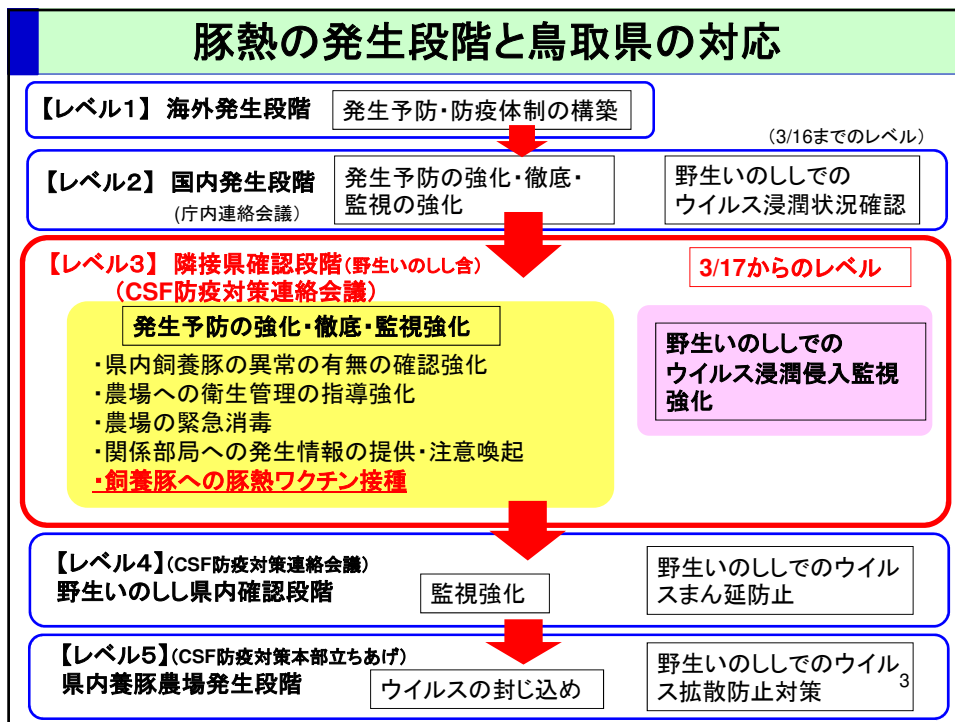 豚熱の発生段階と鳥取県の対応
【レベル1】 海外発生段階
発生予防・防疫体制の構築
(3/16までのレベル)
【レベル2】 国内発生段階
(庁内連絡会議)
発生予防の強化・徹底・
監視の強化
野生いのししでの
ウイルス浸潤状況確認
【レベル3】 隣接県確認段階(野生いのしし含)
(CSF防疫対策連絡会議)
3/17からのレベル
発生予防の強化・徹底・監視強化
・県内飼養豚の異常の有無の確認強化
・農場への衛生管理の指導強化
・農場の緊急消毒
・関係部局への発生情報の提供・注意喚起
・飼養豚への豚熱ワクチン接種
野生いのししでの
ウイルス浸潤侵入監視
強化
【レベル4】(CSF防疫対策連絡会議)
野生いのしし県内確認段階
監視強化
野生いのししでのウイル
スまん延防止
【レベル5】(CSF防疫対策本部立ちあげ)
県内養豚農場発生段階
ウイルスの封じ込め
野生いのししでのウイル
ス拡散防止対策
3